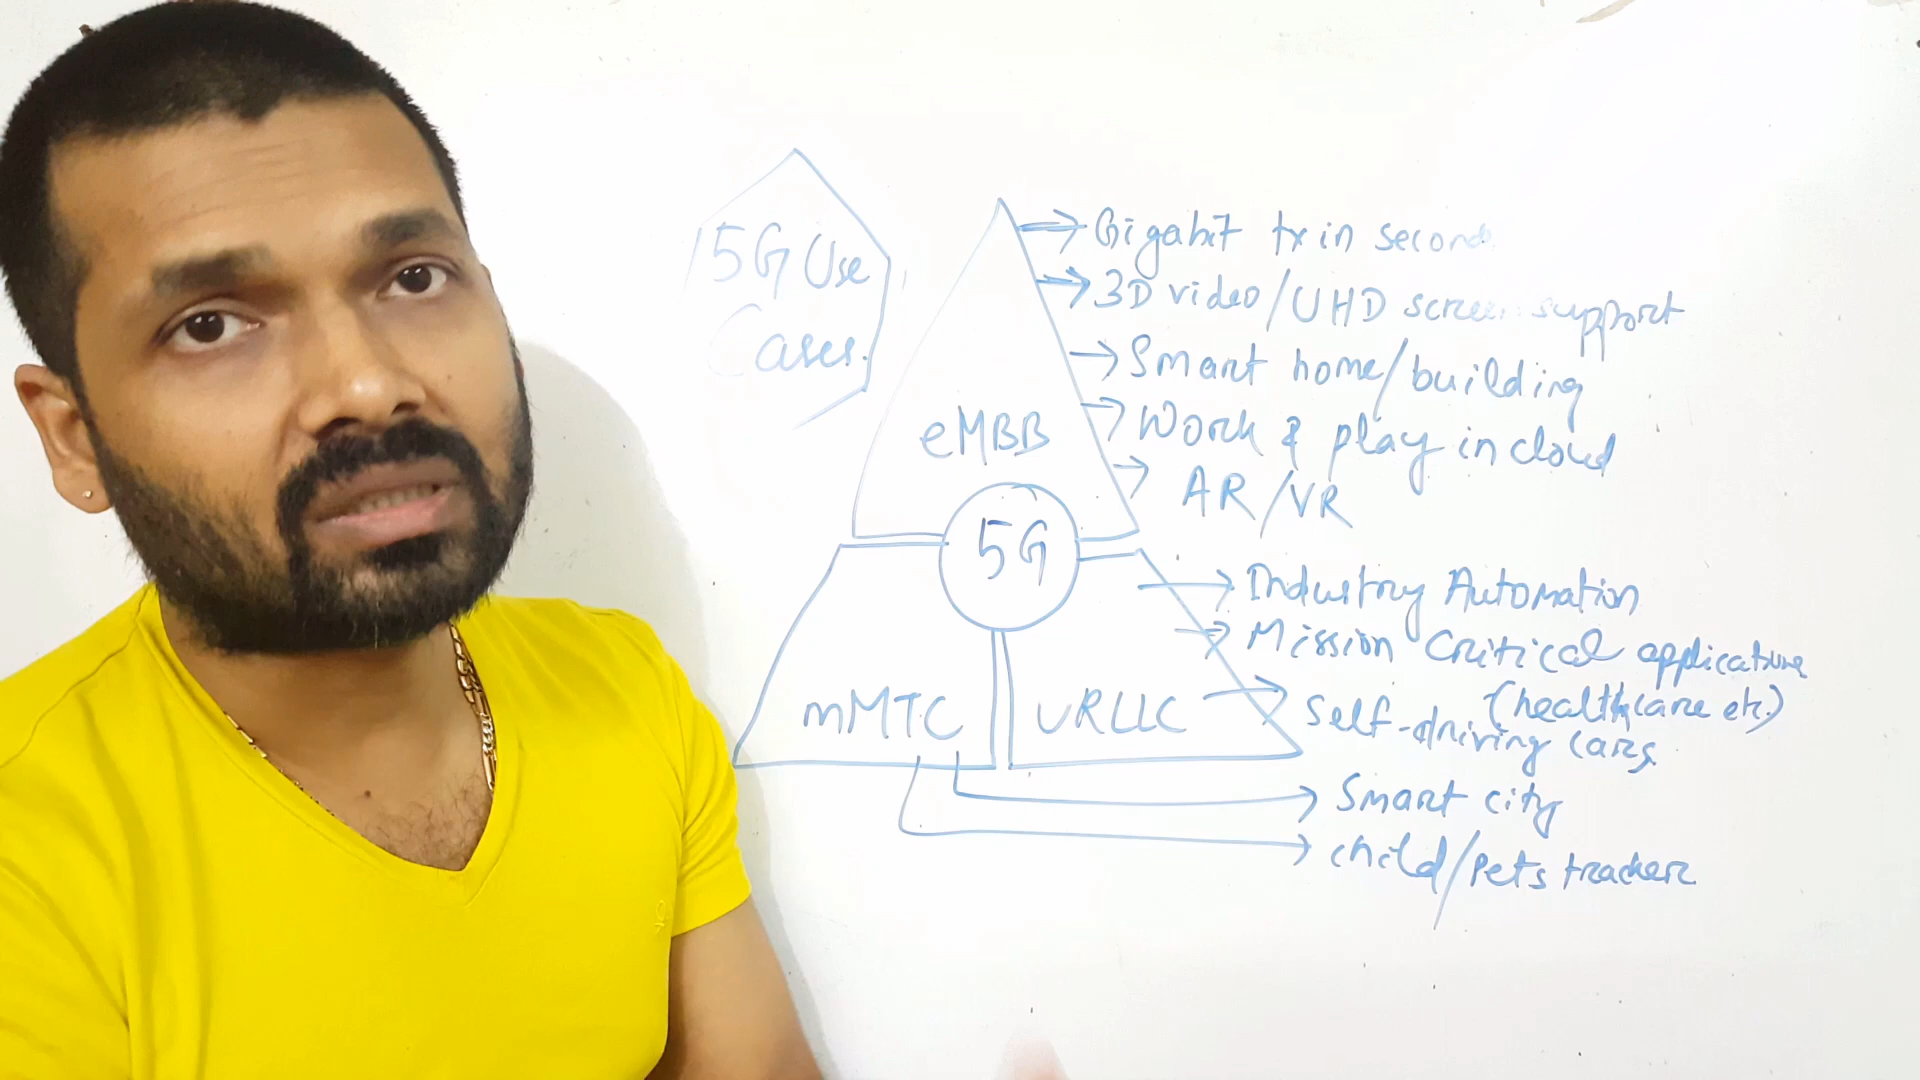 5G Use
Cases.
Gigabit tx in second
3D video/UHD screen support
Smart home/building
Work & play in cloud
AR/VR
eMBB
5G
Industry Automation
Mission Critical applications
(healthcare etc.)
Self-driving cars
mMTC
URLLC
Smart city
child/Pets tracker